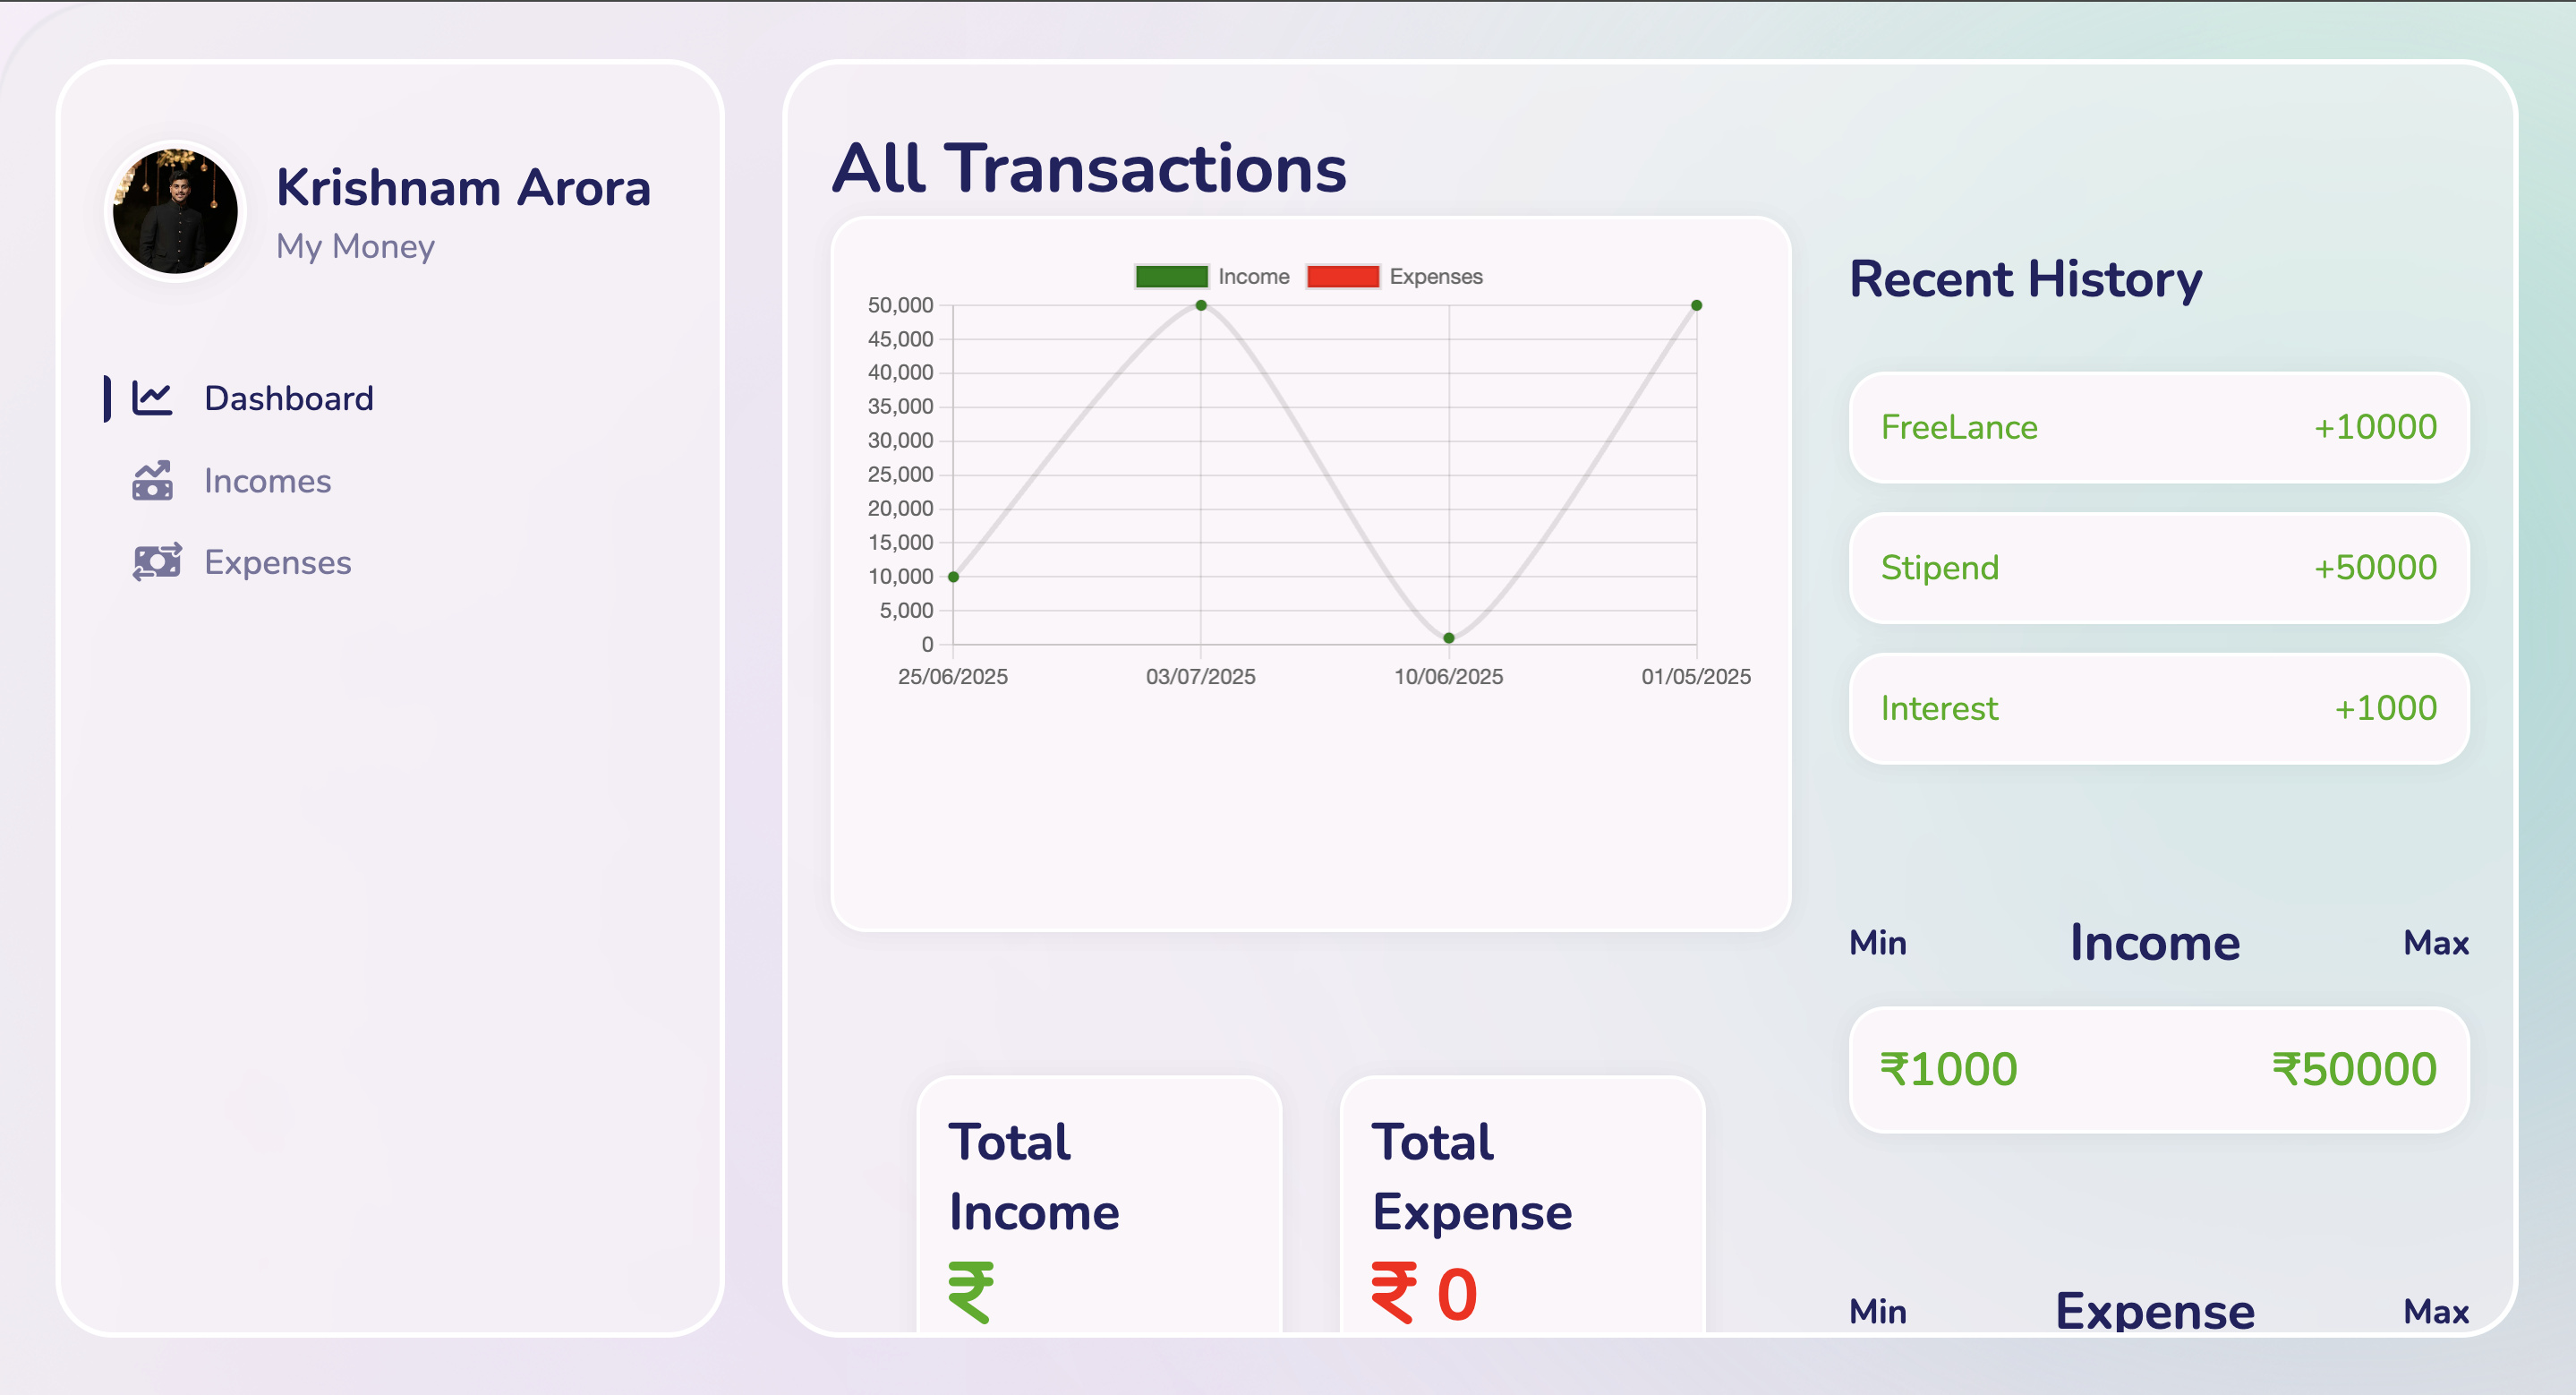 Krishnam Arora
My Money
Dashboard
Incomes
Expenses
All Transactions
Income Expenses
50,000
45,000
40,000
35,000
30,000
25,000
20,000
15,000
10,000
5,000
0
25/06/2025 03/07/2025 10/06/2025 01/05/2025
Total
Income
₹
Total
Expense
₹ 0
Recent History
FreeLance +10000
Stipend +50000
Interest +1000
Min Income Max
₹1000 ₹50000
Min Expense Max